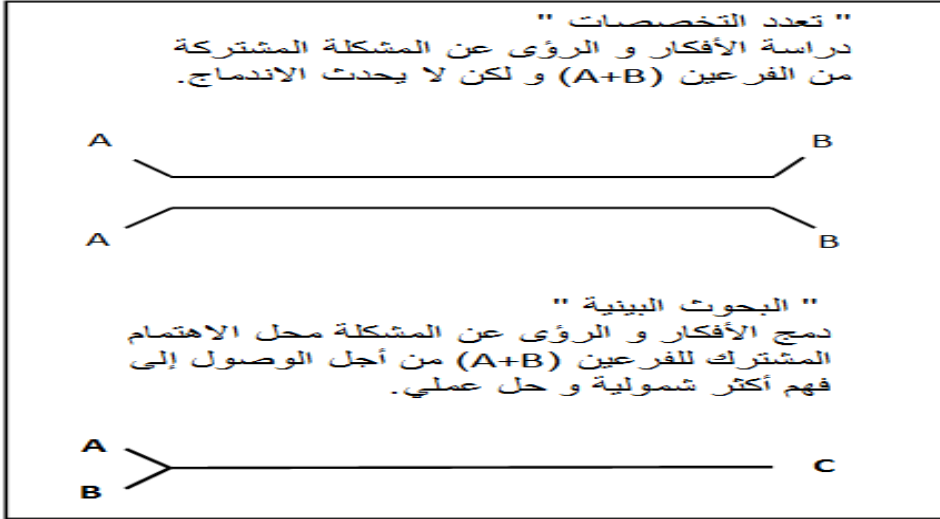 " تعدد التخصصات "
دراسة الأفكار و الرؤى عن المشكلة المشتركة
من الفرعين (A+B) و لكن لا يحدث الاندماج.
A B
A B
" البحوث البينية "
دمج الأفكار و الرؤى عن المشكلة محل الاهتمام
المشترك للفرعين (A+B) من أجل الوصول إلى
فهم أكثر شمولية و حل عملي.
A
C
B